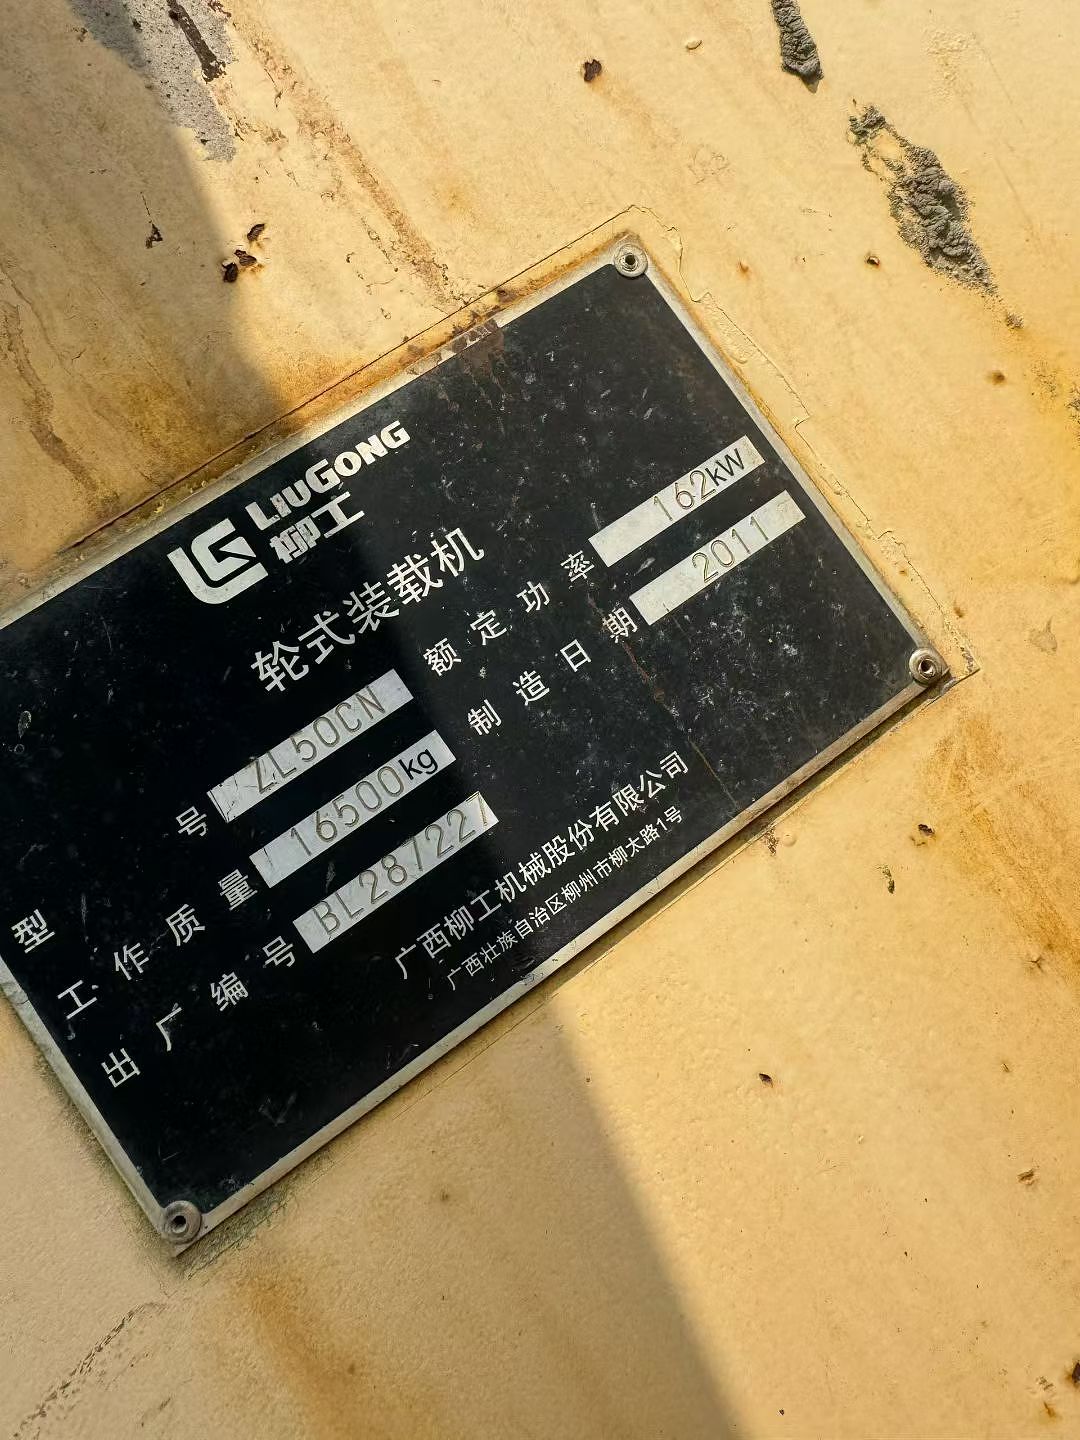 LG LIUGONG
柳工
轮式装载机
型号 ZL50CN 额定功率 162kW
工作质量 16500kg 制造日期 2011
出厂编号 BL287227
广西柳工机械股份有限公司
广西壮族自治区柳州市柳太路1号